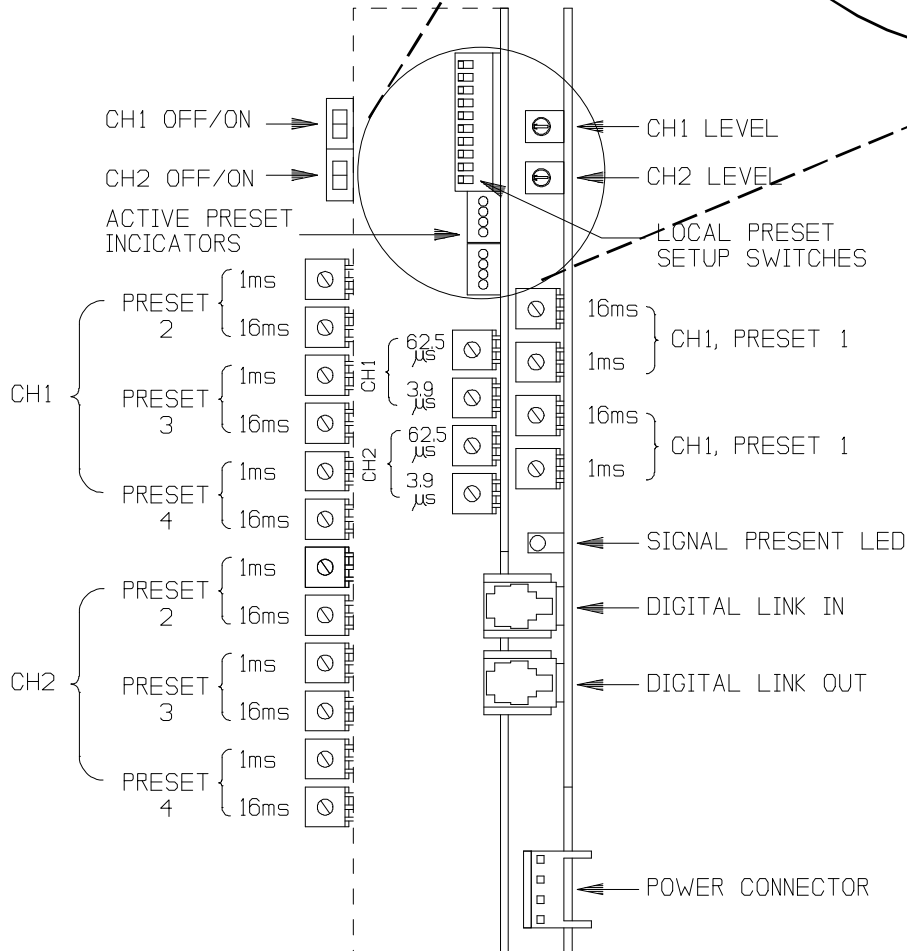 CH1 OFF/ON
CH2 OFF/ON
ACTIVE PRESET
INCICATORS
CH1 LEVEL
CH2 LEVEL
LOCAL PRESET
SETUP SWITCHES
CH1
PRESET
2
1ms
16ms
PRESET
3
1ms
16ms
PRESET
4
1ms
16ms
CH2
PRESET
2
1ms
16ms
PRESET
3
1ms
16ms
PRESET
4
1ms
16ms
CH1
62.5
µs
3.9
µs
CH2
62.5
µs
3.9
µs
16ms
1ms
CH1, PRESET 1
16ms
1ms
CH1, PRESET 1
SIGNAL PRESENT LED
DIGITAL LINK IN
DIGITAL LINK OUT
POWER CONNECTOR